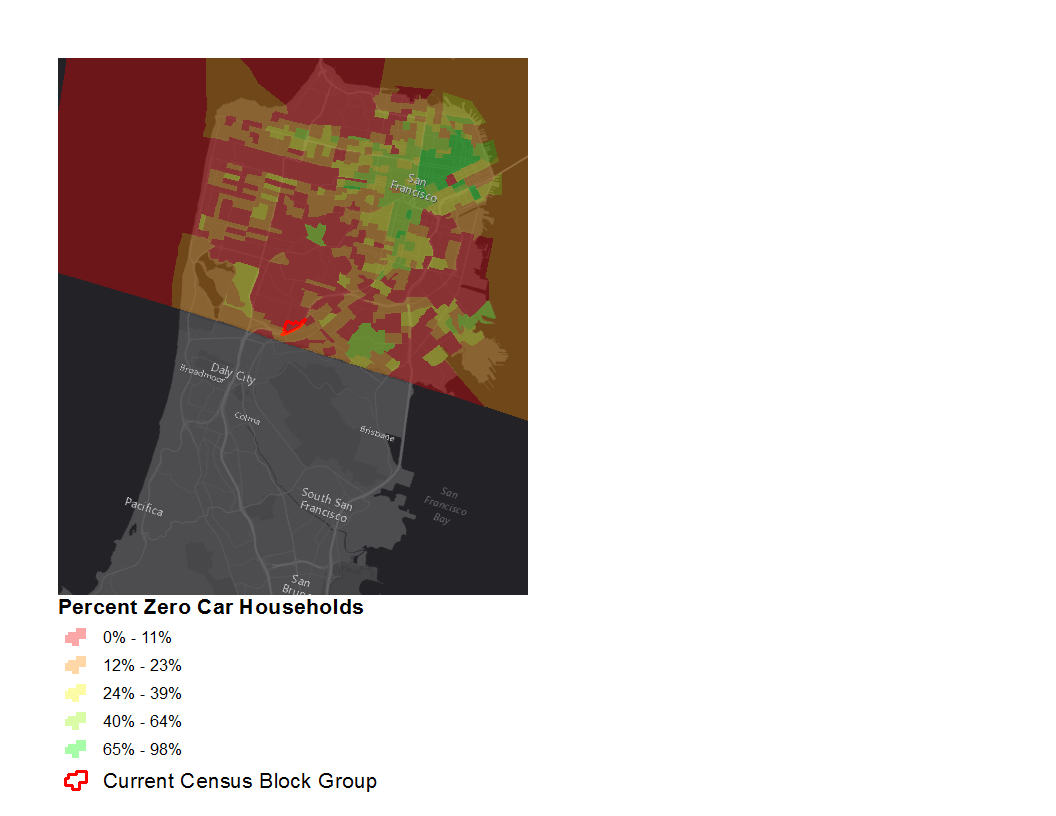 San
Francisco
Daly City
Broadmoor
Colma
Brisbane
Pacifica
South San
Francisco
San
Francisco
Bay
San
Percent Zero Car Households
0% - 11%
12% - 23%
24% - 39%
40% - 64%
65% - 98%
Current Census Block Group